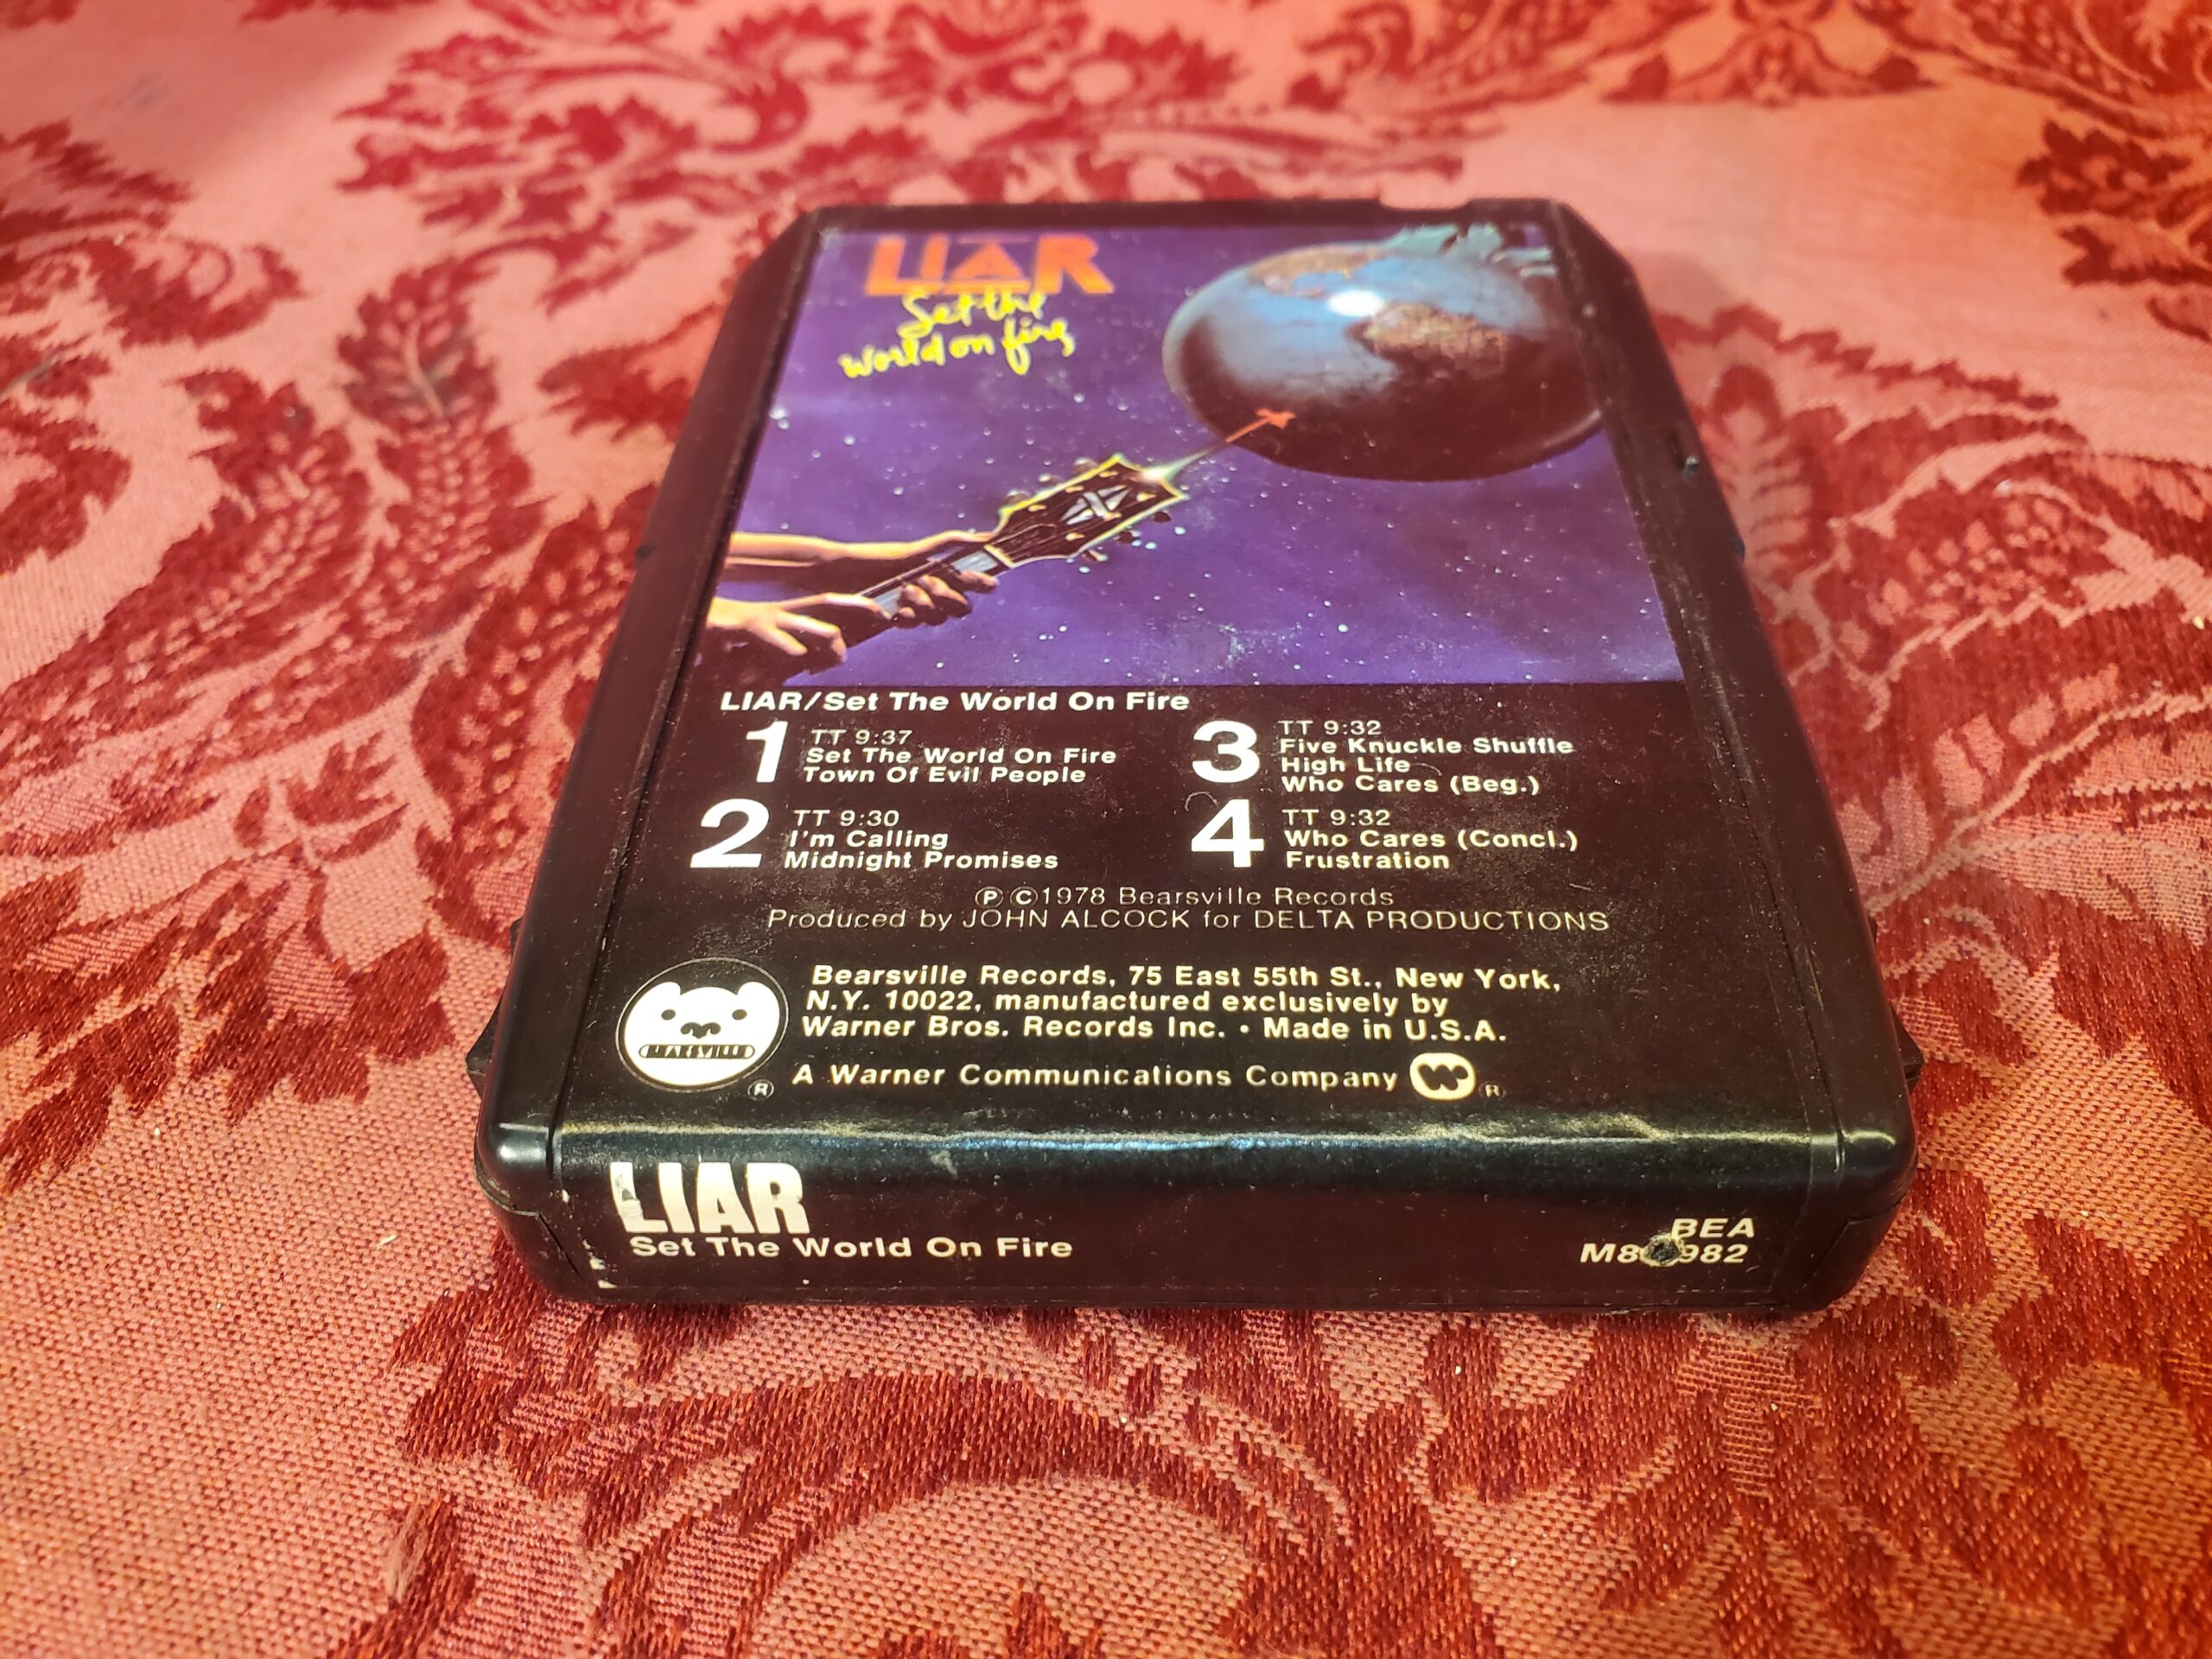 LIAR
Set the
world on fire
LIAR/Set The World On Fire
1
TT 9:37
Set The World On Fire
Town Of Evil People
2
TT 9:30
I'm Calling
Midnight Promises
3
TT 9:32
Five Knuckle Shuffle
High Life
Who Cares (Beg.)
4
TT 9:32
Who Cares (Concl.)
Frustration
Ⓟ ©1978 Bearsville Records
Produced by JOHN ALCOCK for DELTA PRODUCTIONS
BEARSVILLE
®
Bearsville Records, 75 East 55th St., New York,
N.Y. 10022, manufactured exclusively by
Warner Bros. Records Inc. • Made in U.S.A.
A Warner Communications Company W ®
LIAR
Set The World On Fire
BEA
M8 982